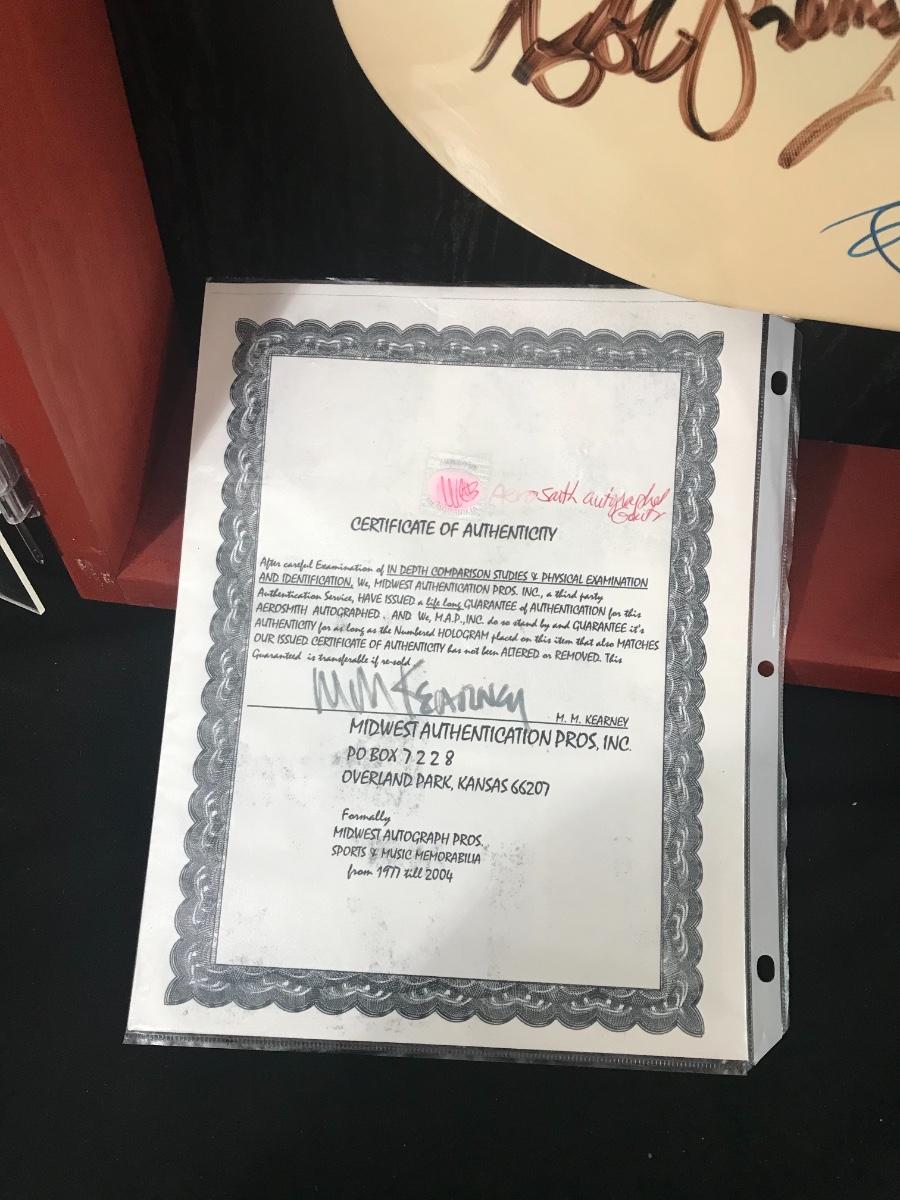 Aerosmith autographed
Guitr
CERTIFICATE OF AUTHENTICITY
After careful Examination of IN DEPTH COMPARISON STUDIES & PHYSICAL EXAMINATION
AND IDENTIFICATION, We, MIDWEST AUTHENTICATION PROS. INC., a third party
Authentication Service, HAVE ISSUED a life long GUARANTEE of AUTHENTICATION for this
AEROSMITH AUTOGRAPHED . AND We, M.A.P.,INC. do so stand by and GUARANTEE it's
AUTHENTICITY for as long as the Numbered HOLOGRAM placed on this item that also MATCHES
OUR ISSUED CERTIFICATE OF AUTHENTICITY has not been ALTERED or REMOVED. This
Guaranteed is transferable if re-sold
MM KEARNEY
M. M. KEARNEY
MIDWEST AUTHENTICATION PROS, INC.
PO BOX 7 2 2 8
OVERLAND PARK, KANSAS 66207
Formally
MIDWEST AUTOGRAPH PROS.
SPORTS & MUSIC MEMORABILIA
from 1977 till 2004